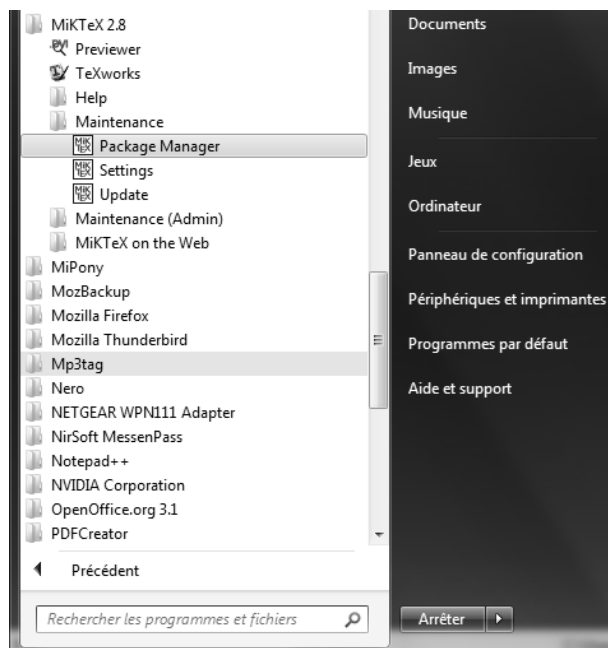 MiKTeX 2.8
Previewer
TeXworks
Help
Maintenance
Package Manager
Settings
Update
Maintenance (Admin)
MiKTeX on the Web
MiPony
MozBackup
Mozilla Firefox
Mozilla Thunderbird
Mp3tag
Nero
NETGEAR WPN111 Adapter
NirSoft MessenPass
Notepad++
NVIDIA Corporation
OpenOffice.org 3.1
PDFCreator
Précédent
Rechercher les programmes et fichiers
Documents
Images
Musique
Jeux
Ordinateur
Panneau de configuration
Périphériques et imprimantes
Programmes par défaut
Aide et support
Arrêter